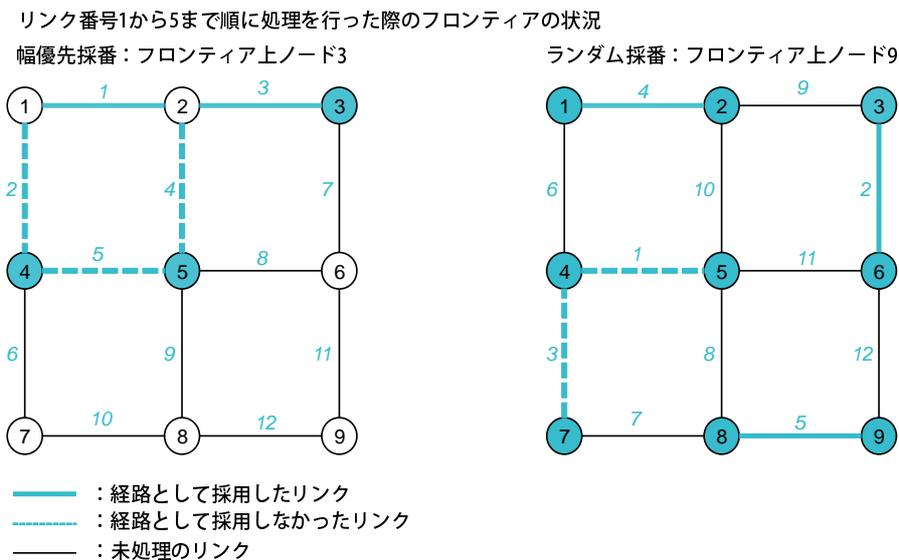 リンク番号1から5まで順に処理を行った際のフロンティアの状況
幅優先採番：フロンティア上ノード3
ランダム採番：フロンティア上ノード9
1 1 2 3 3
2 4 7
4 5 5 8 6
6 9 11
7 10 8 12 9
1 4 2 9 3
6 10 2
4 1 5 11 6
3 8 12
7 7 8 5 9
：経路として採用したリンク
：経路として採用しなかったリンク
：未処理のリンク